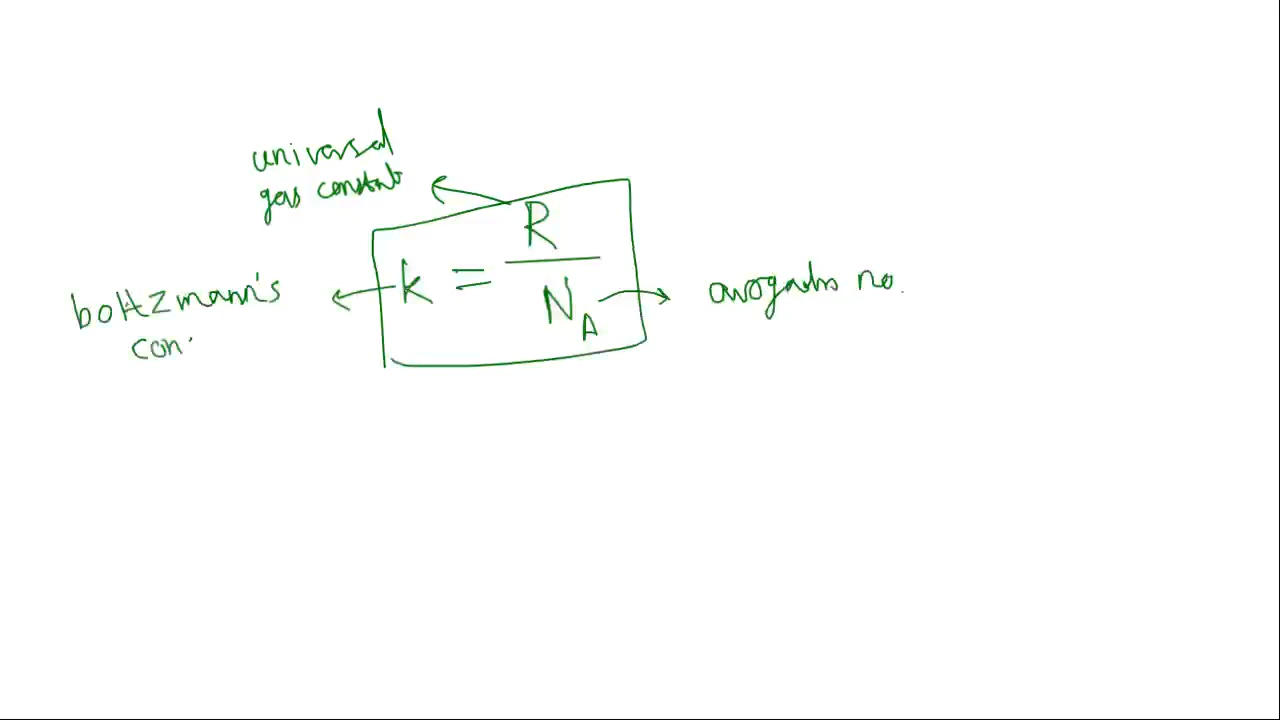 universal
gas constant
k = R / N_A
boltzmann's
con
avogadro no.